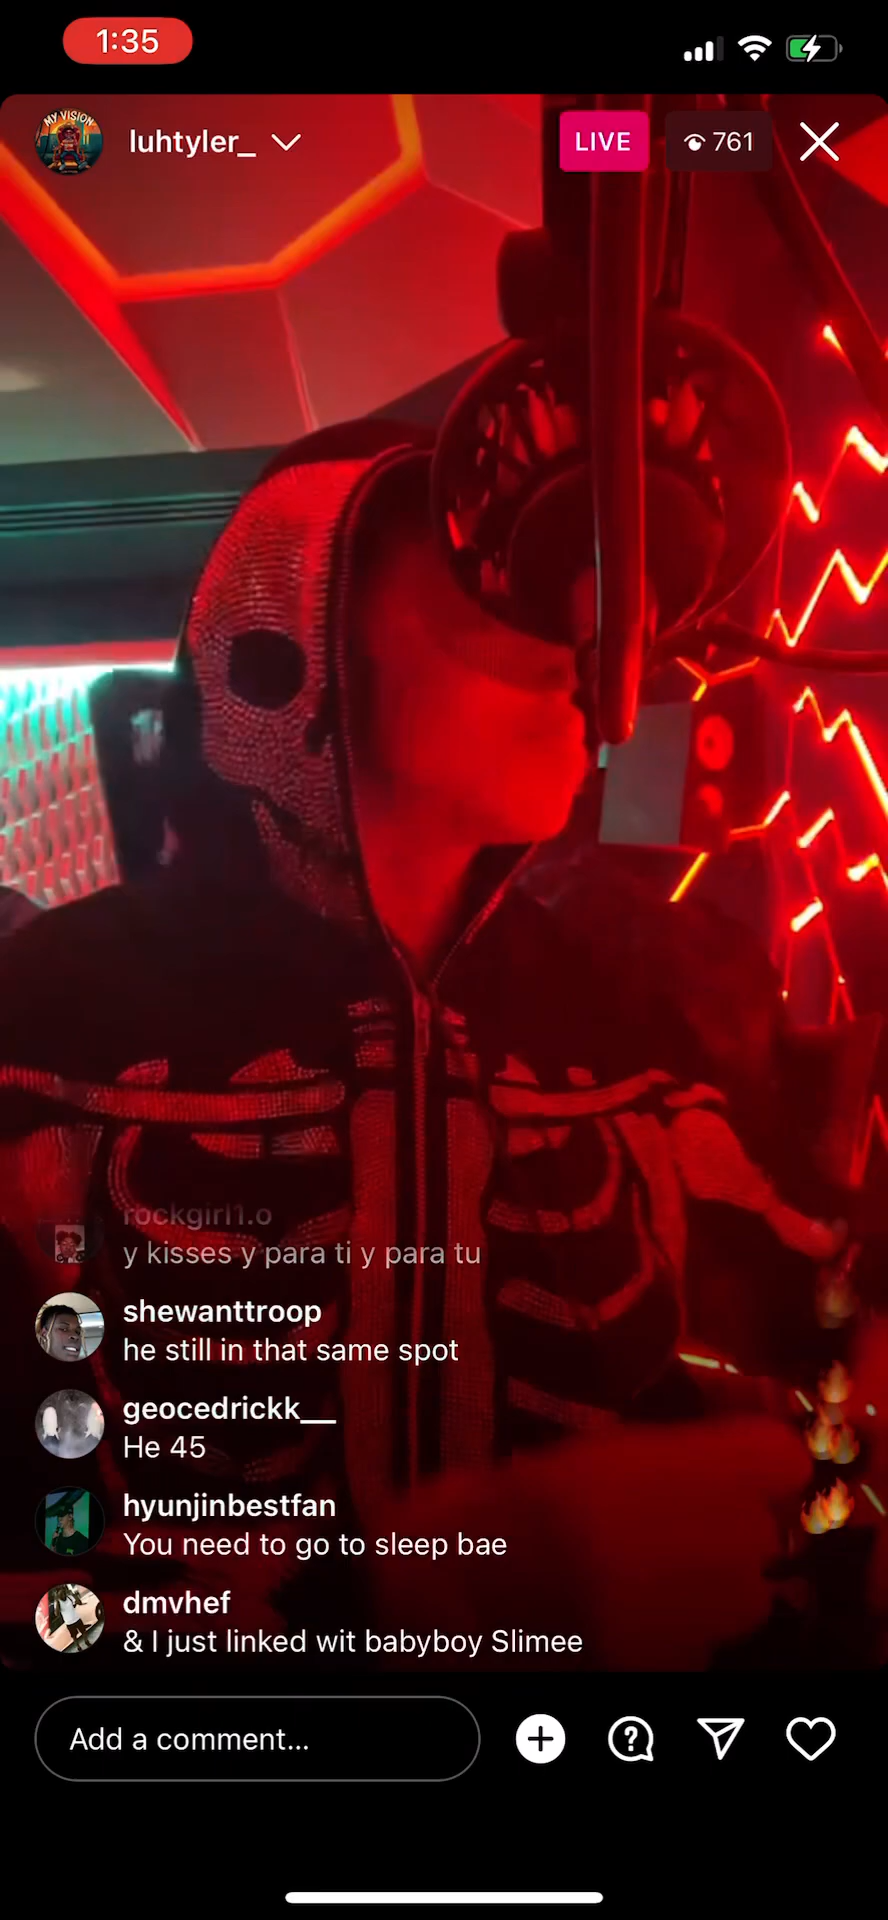 1:35
MY VISION
luhtyler_
LIVE
761
rockgirl1.o
y kisses y para ti y para tu
shewanttroop
he still in that same spot
geocedrickk__
He 45
hyunjinbestfan
You need to go to sleep bae
dmvhef
& I just linked wit babyboy Slimee
Add a comment...